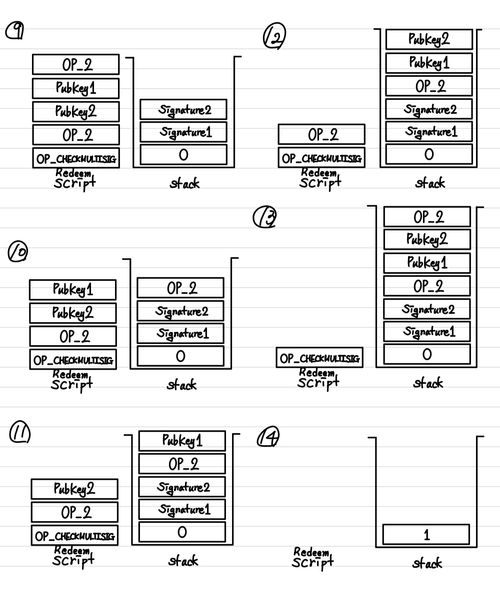 9
OP_2
PubKey1
PubKey2
OP_2
OP_CHECKMULTISIG
Redeem
Script
Signature2
Signature1
0
stack
10
PubKey1
PubKey2
OP_2
OP_CHECKMULTISIG
Redeem
Script
OP_2
Signature2
Signature1
0
stack
11
PubKey2
OP_2
OP_CHECKMULTISIG
Redeem
Script
PubKey1
OP_2
Signature2
Signature1
0
stack
12
OP_2
OP_CHECKMULTISIG
Redeem
Script
PubKey2
PubKey1
OP_2
Signature2
Signature1
0
stack
13
OP_CHECKMULTISIG
Redeem
Script
OP_2
PubKey2
PubKey1
OP_2
Signature2
Signature1
0
stack
14
Redeem
Script
1
stack